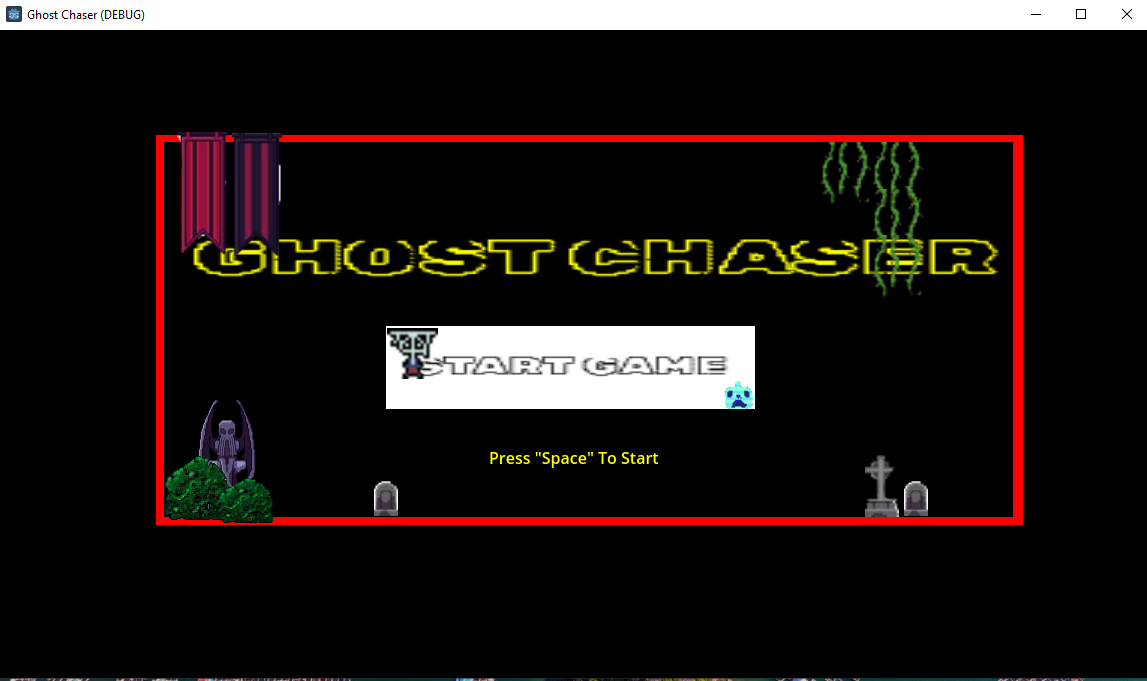 Ghost Chaser (DEBUG)
GHOST CHASER
START GAME
Press "Space" To Start